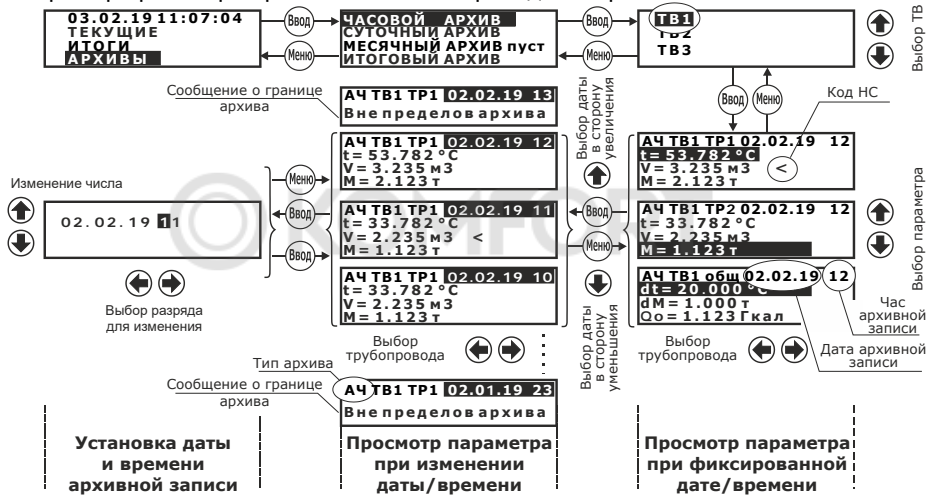 03.02.19 11:07:04
ТЕКУЩИЕ
ИТОГИ
АРХИВЫ
Ввод
Меню
ЧАСОВОЙ АРХИВ
СУТОЧНЫЙ АРХИВ
МЕСЯЧНЫЙ АРХИВ пуст
ИТОГОВЫЙ АРХИВ
Ввод
Меню
ТВ1
ТВ2
ТВ3
Выбор ТВ
Ввод
Меню
Сообщение о границе
архива
АЧ ТВ1 ТР1 02.02.19 13
Вне пределов архива
Выбор даты
в сторону
увеличения
Код НС
АЧ ТВ1 ТР1 02.02.19 12
t= 53.782 °С
V= 3.235 м3
M= 2.123 т
АЧ ТВ1 ТР1 02.02.19 12
t= 53.782 °С
V= 3.235 м3 <
M= 2.123 т
Изменение числа
02.02.19 11
Выбор разряда
для изменения
Меню
Ввод
Ввод
АЧ ТВ1 ТР1 02.02.19 11
t= 33.782 °С
V= 2.235 м3 <
M= 1.123 т
Ввод
Меню
АЧ ТВ1 ТР2 02.02.19 12
t= 33.782 °С
V= 2.235 м3
M= 1.123 т
Выбор параметра
АЧ ТВ1 ТР1 02.02.19 10
t= 33.782 °С
V= 2.235 м3
M= 1.123 т
АЧ ТВ1 общ 02.02.19 12
dt= 20.000 °С
dM= 1.000 т
Qo= 1.123 Гкал
Час
архивной
записи
Дата архивной
записи
Выбор
трубопровода
Выбор даты
в сторону
уменьшения
Выбор
трубопровода
Тип архива
Сообщение о границе
архива
АЧ ТВ1 ТР1 02.01.19 23
Вне пределов архива
Установка даты
и времени
архивной записи
Просмотр параметра
при изменении
даты/времени
Просмотр параметра
при фиксированной
дате/времени
KOMFORT